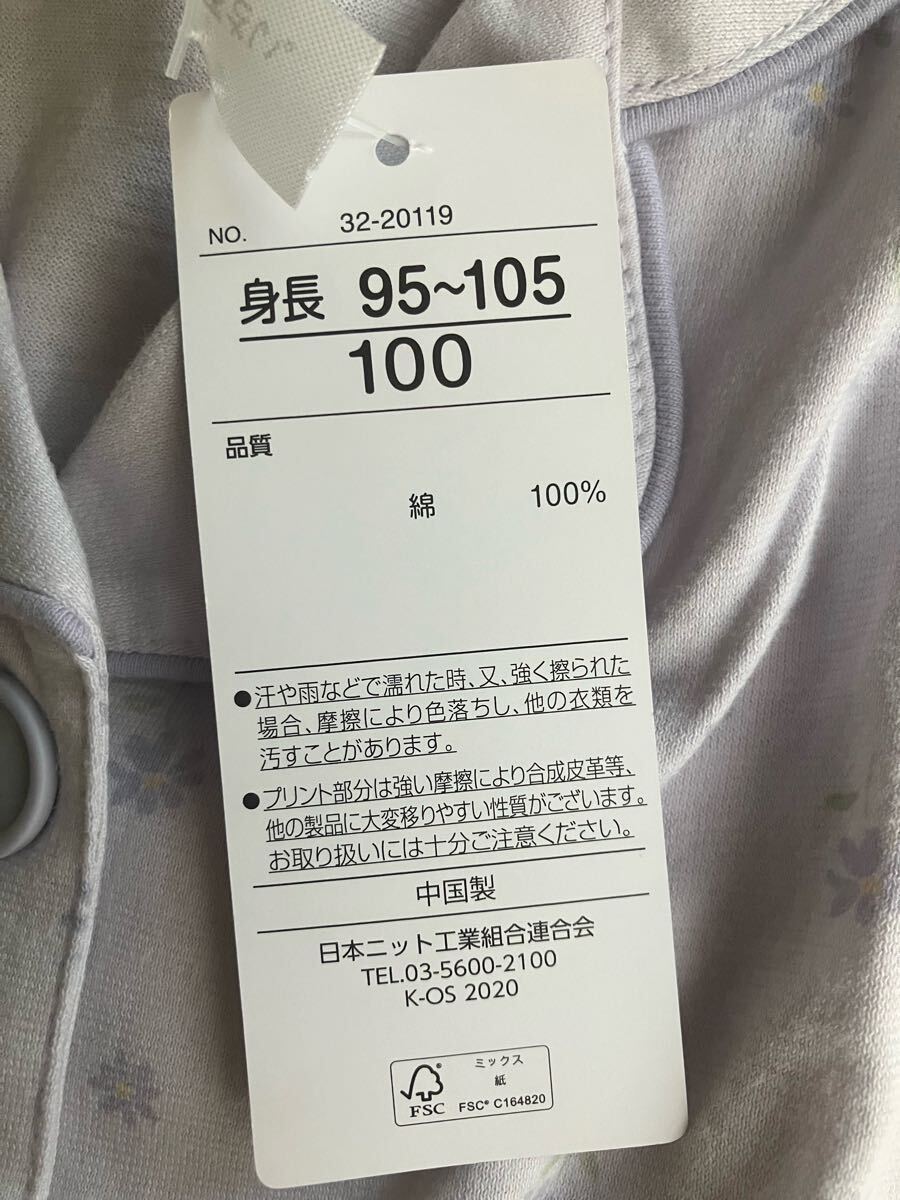 NO. 32-20119
身長 95~105
100
品質
綿 100%
●汗や雨などで濡れた時、又、強く擦られた
場合、摩擦により色落ちし、他の衣類を
汚すことがあります。
●プリント部分は強い摩擦により合成皮革等、
他の製品に大変移りやすい性質がございます。
お取り扱いには十分ご注意ください。
中国製
日本ニット工業組合連合会
TEL.03-5600-2100
K-OS 2020
ミックス
紙
FSC® C164820
FSC